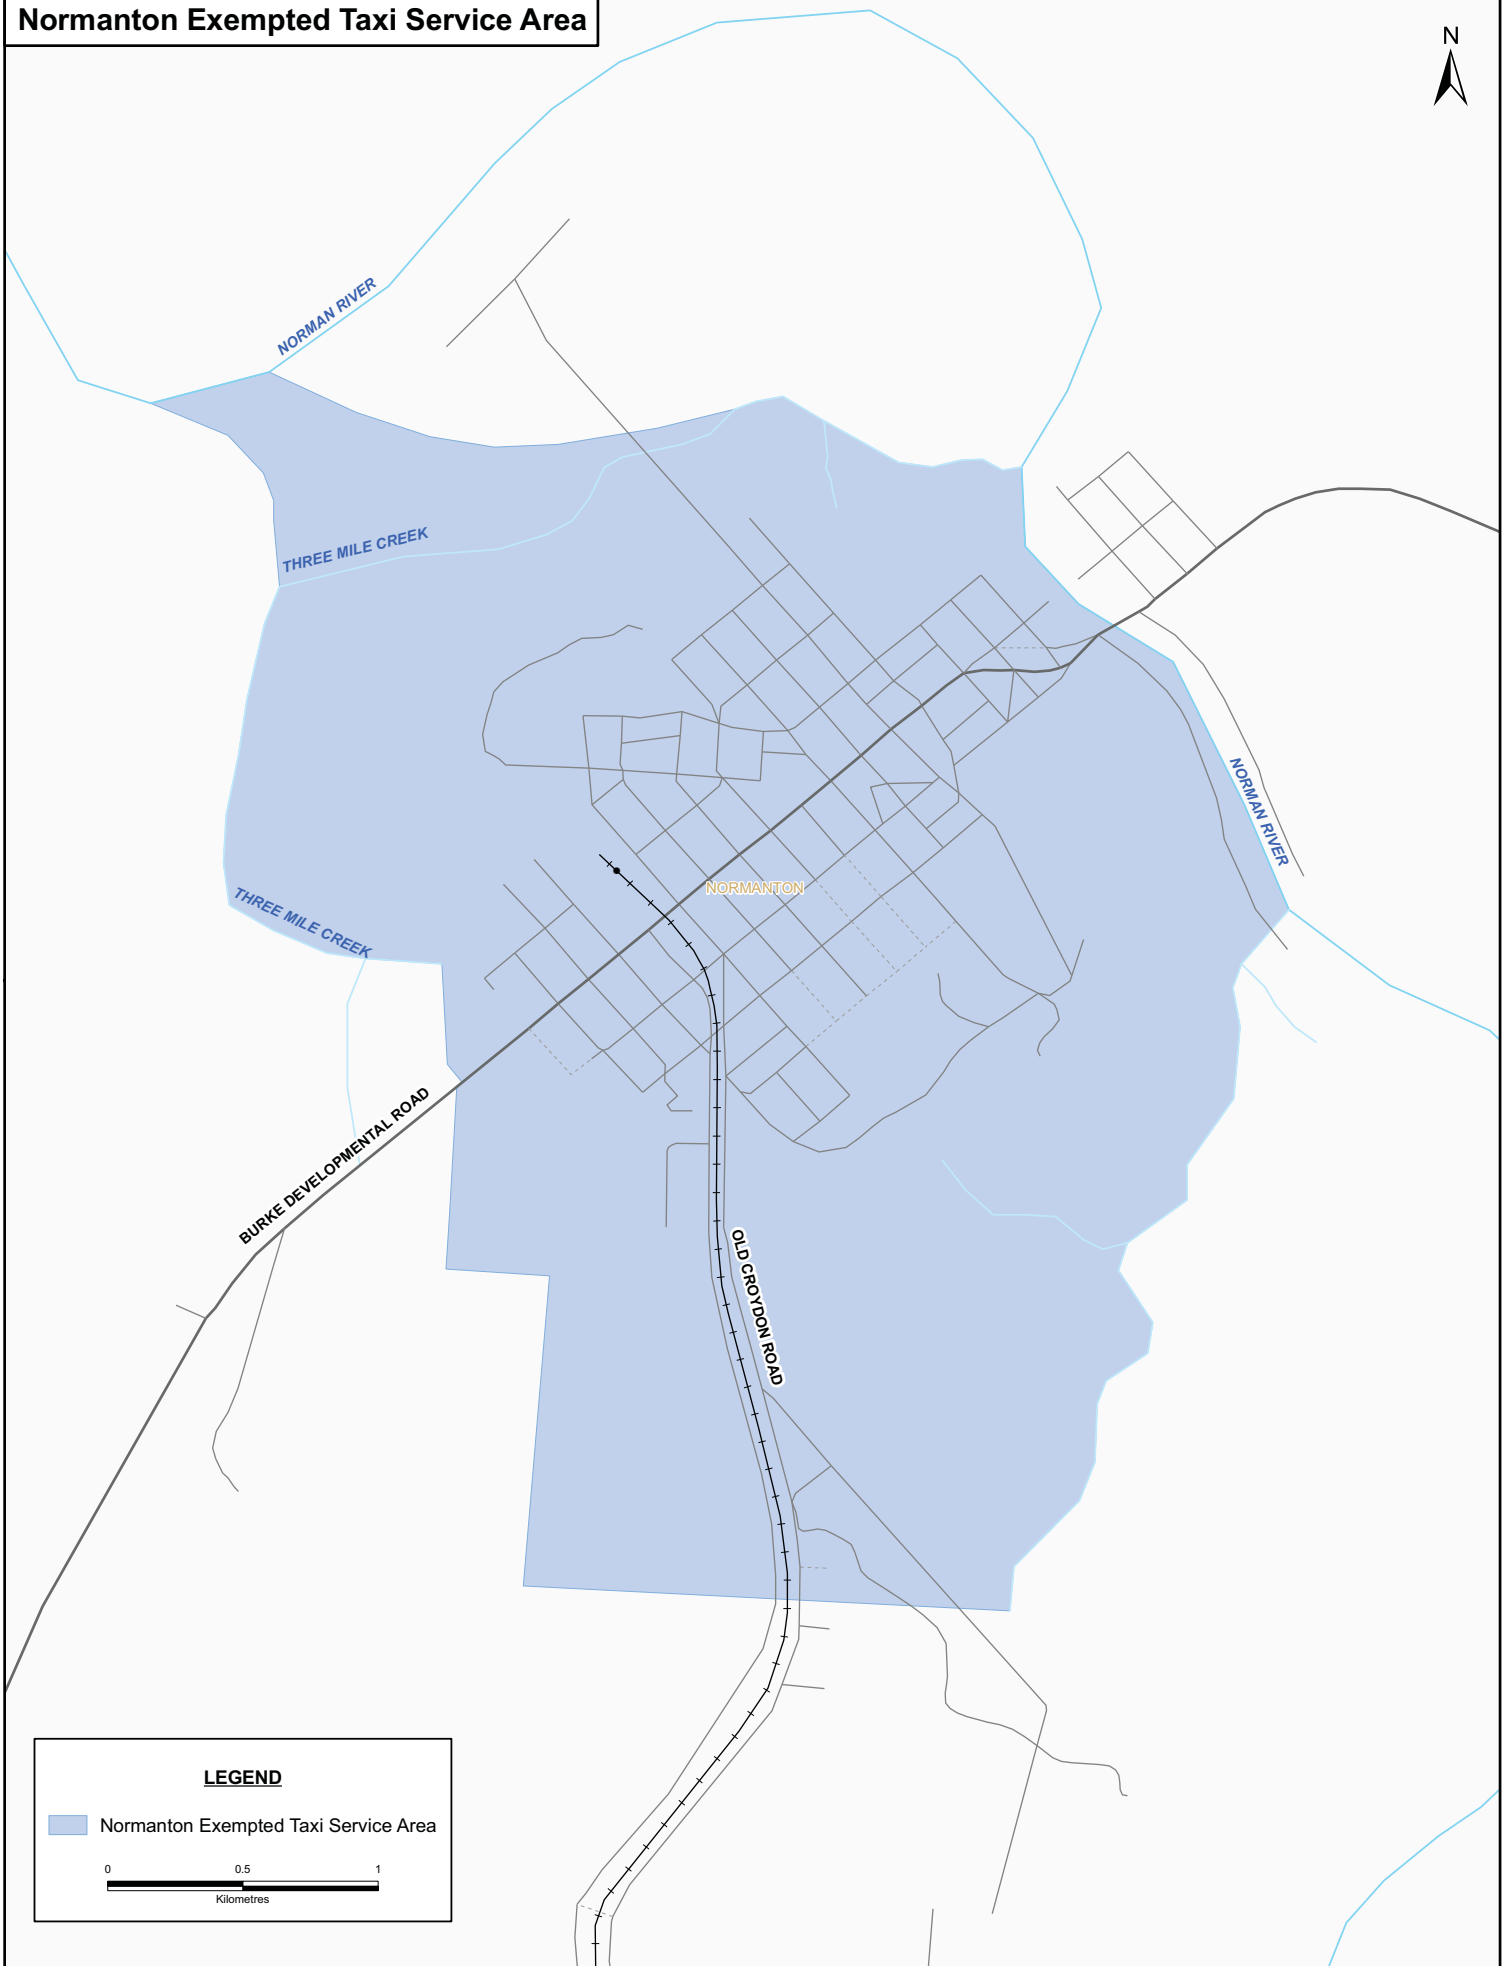 Normanton Exempted Taxi Service Area
N
NORMAN RIVER
THREE MILE CREEK
NORMAN RIVER
THREE MILE CREEK
NORMANTON
BURKE DEVELOPMENTAL ROAD
OLD CROYDON ROAD
LEGEND
Normanton Exempted Taxi Service Area
0 0.5 1
Kilometres